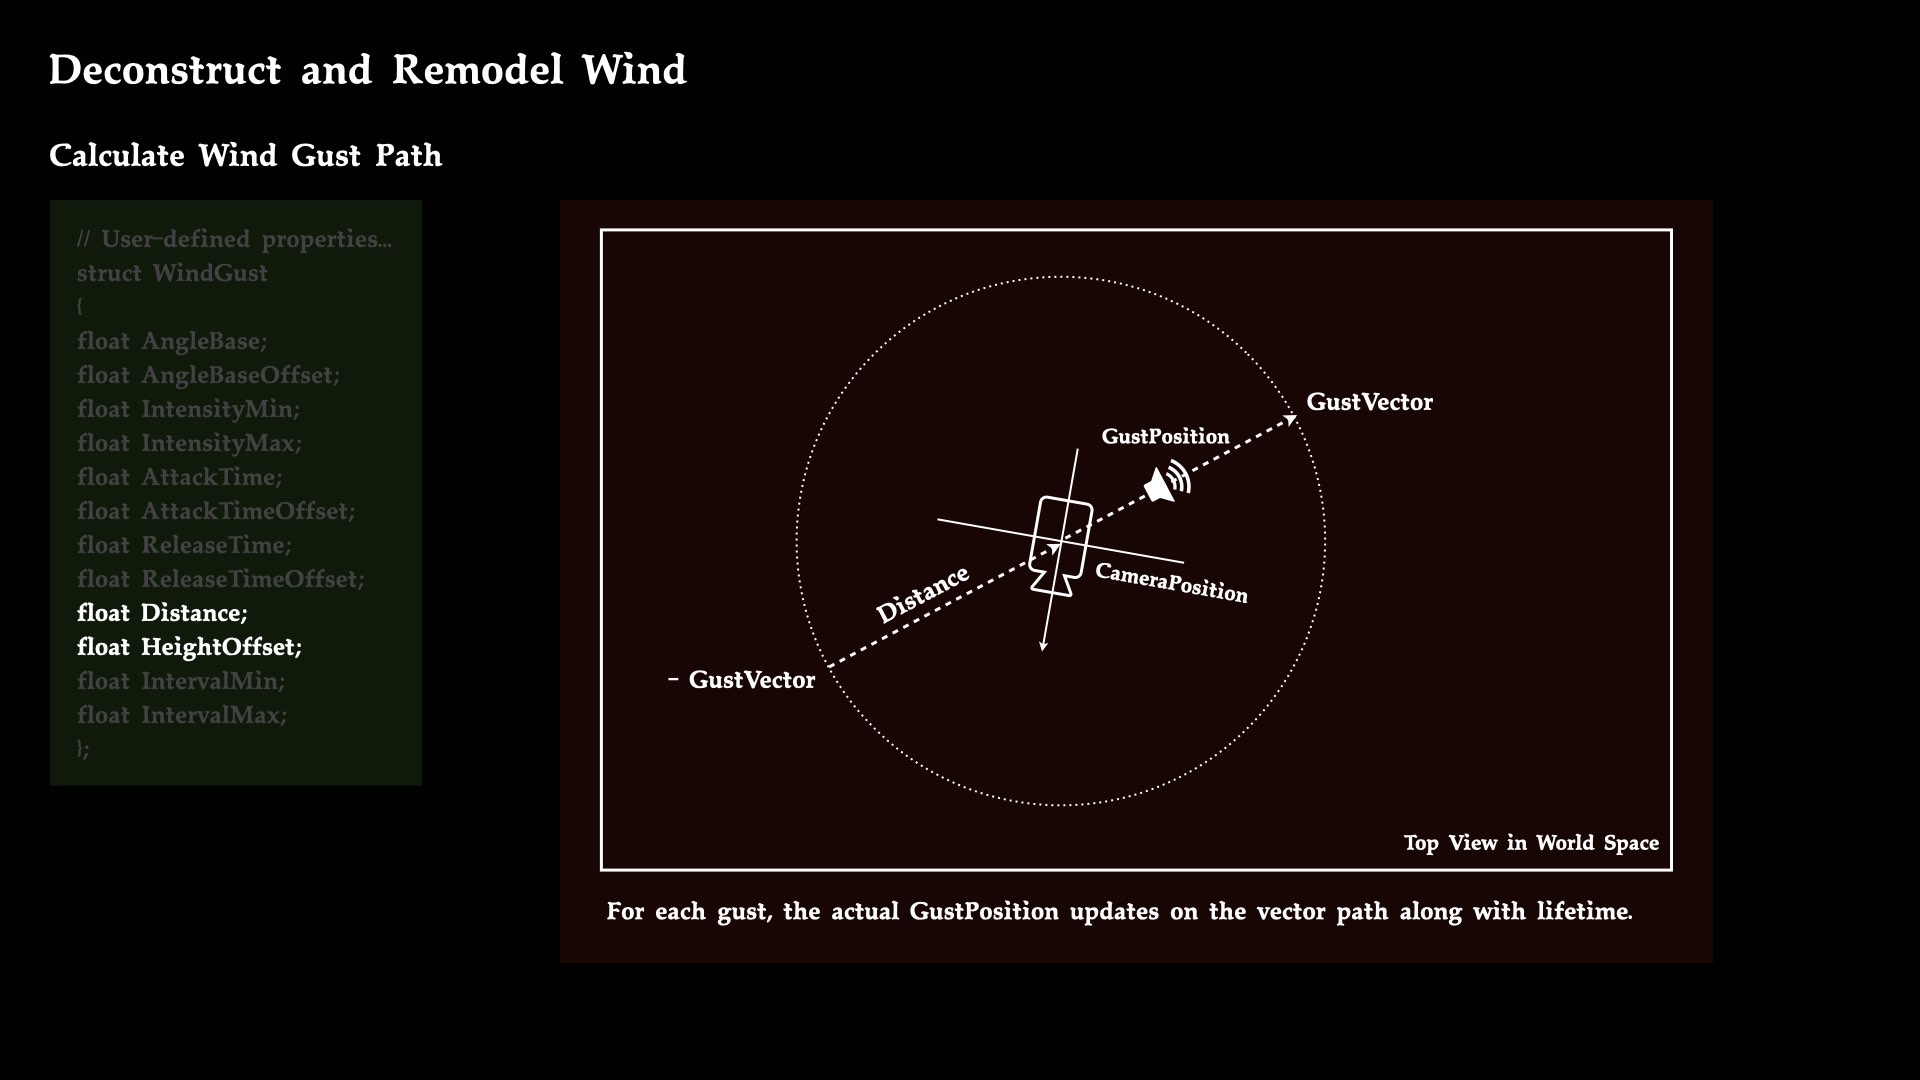 Deconstruct and Remodel Wind
Calculate Wind Gust Path
// User-defined properties...
struct WindGust
{
float AngleBase;
float AngleBaseOffset;
float IntensityMin;
float IntensityMax;
float AttackTime;
float AttackTimeOffset;
float ReleaseTime;
float ReleaseTimeOffset;
float Distance;
float HeightOffset;
float IntervalMin;
float IntervalMax;
};
GustVector
GustPosition
CameraPosition
Distance
- GustVector
Top View in World Space
For each gust, the actual GustPosition updates on the vector path along with lifetime.